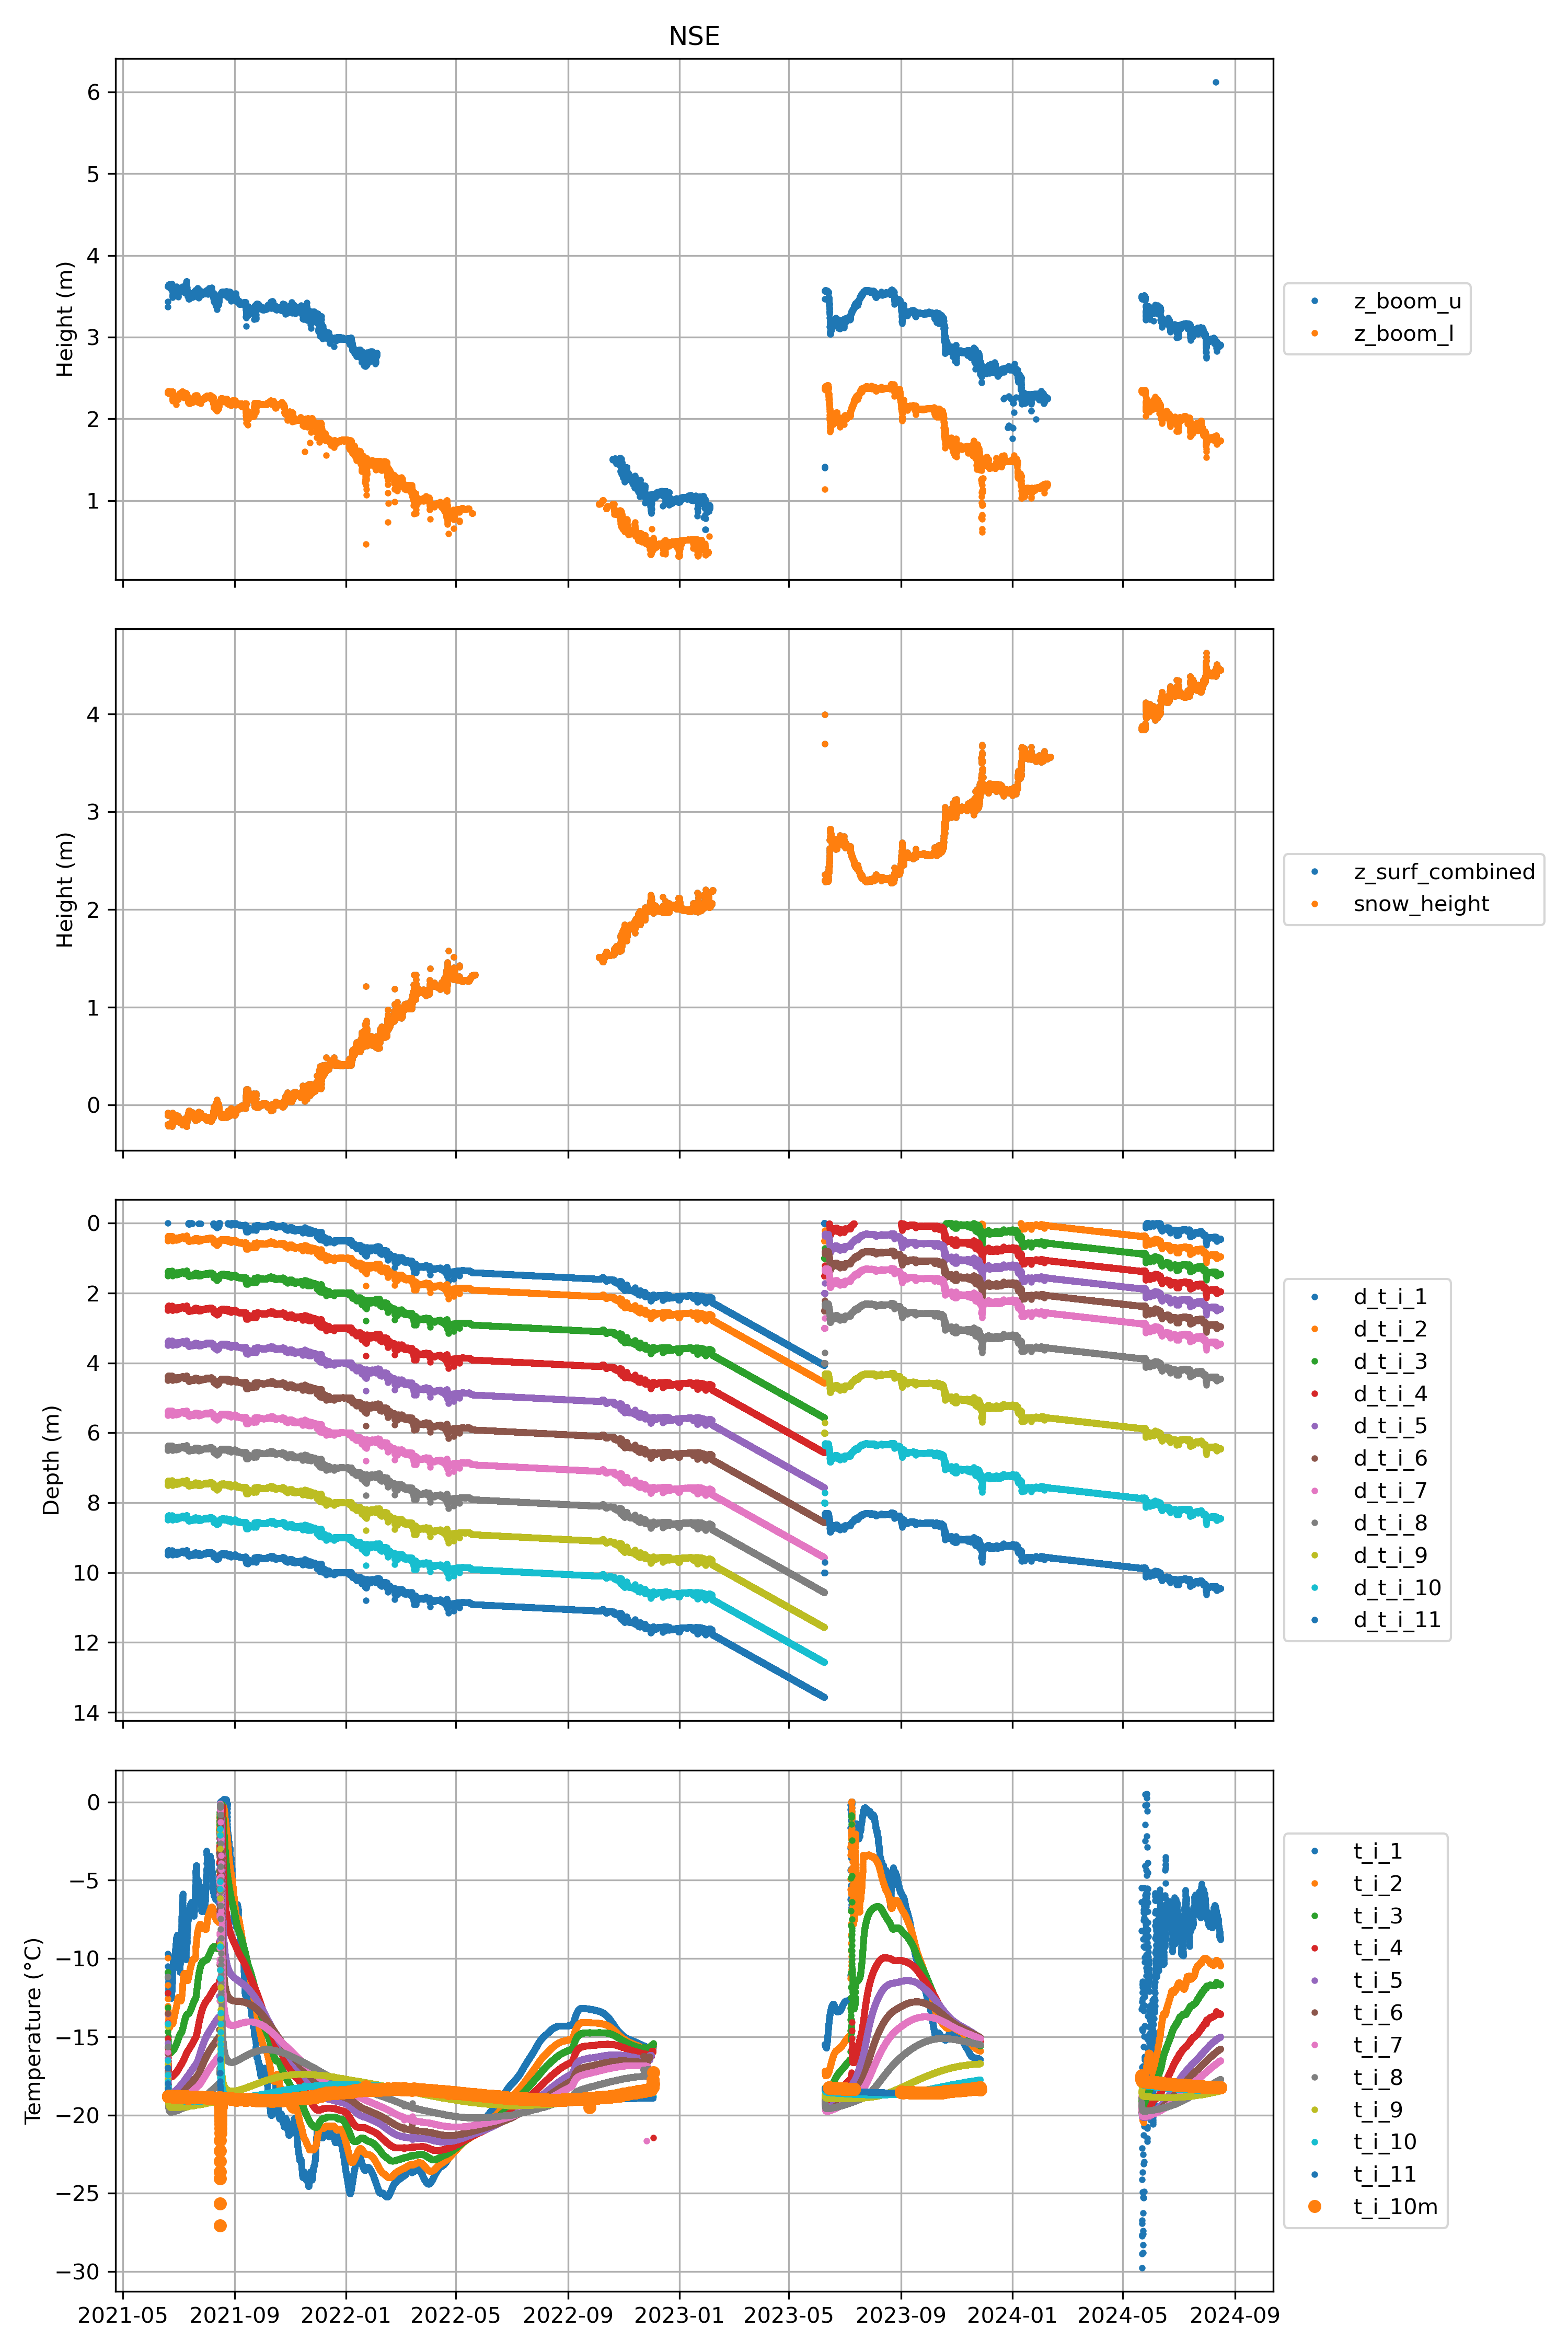 NSE
Height (m)
6
5
4
3
2
1
z_boom_u
z_boom_l
Height (m)
4
3
2
1
0
z_surf_combined
snow_height
Depth (m)
0
2
4
6
8
10
12
14
d_t_i_1
d_t_i_2
d_t_i_3
d_t_i_4
d_t_i_5
d_t_i_6
d_t_i_7
d_t_i_8
d_t_i_9
d_t_i_10
d_t_i_11
Temperature (°C)
0
−5
−10
−15
−20
−25
−30
t_i_1
t_i_2
t_i_3
t_i_4
t_i_5
t_i_6
t_i_7
t_i_8
t_i_9
t_i_10
t_i_11
t_i_10m
2021-05 2021-09 2022-01 2022-05 2022-09 2023-01 2023-05 2023-09 2024-01 2024-05 2024-09